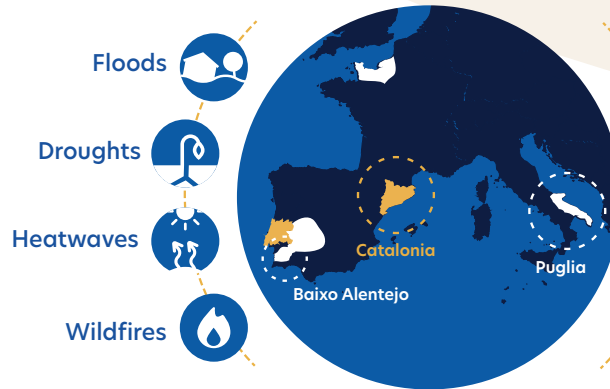 Floods
Droughts
Heatwaves
Wildfires
Catalonia
Puglia
Baixo Alentejo